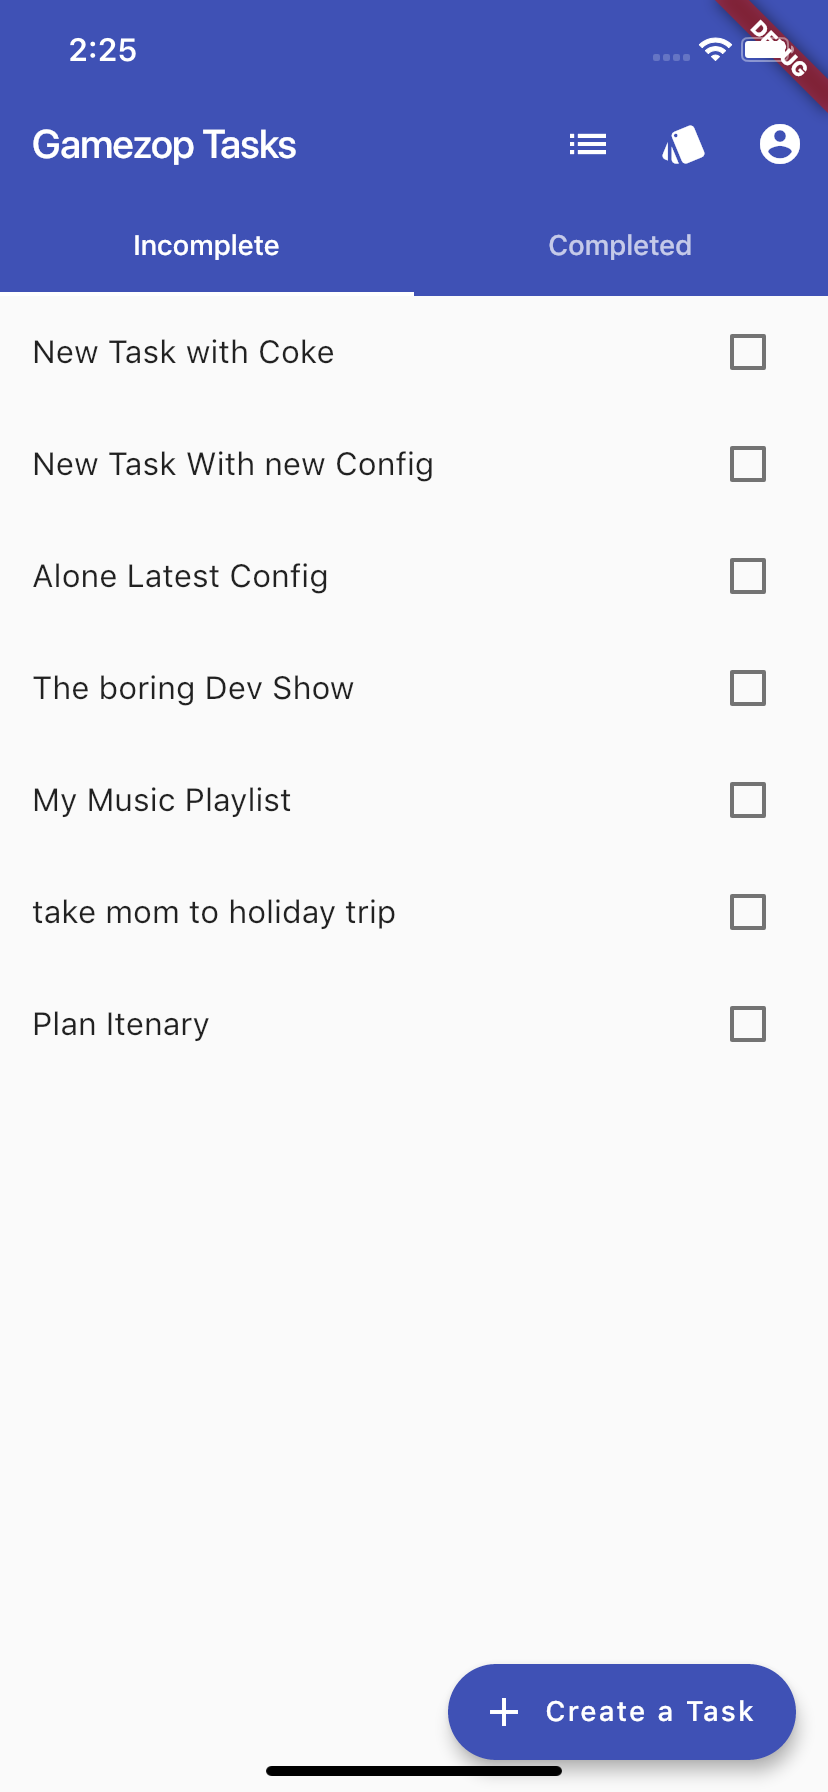 2:25
DEBUG
Gamezop Tasks
Incomplete
Completed
New Task with Coke
New Task With new Config
Alone Latest Config
The boring Dev Show
My Music Playlist
take mom to holiday trip
Plan Itenary
Create a Task